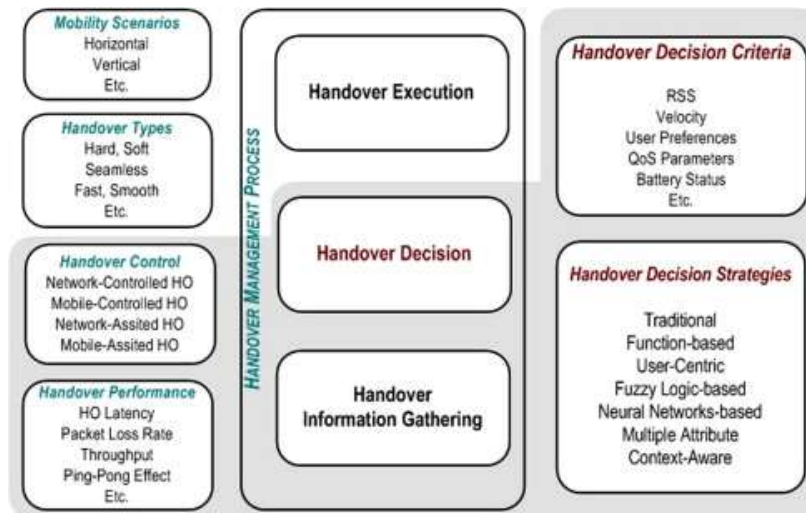 Mobility Scenarios
Horizontal
Vertical
Etc.
Handover Types
Hard, Soft
Seamless
Fast, Smooth
Etc.
Handover Control
Network-Controlled HO
Mobile-Controlled HO
Network-Assited HO
Mobile-Assited HO
Handover Performance
HO Latency
Packet Loss Rate
Throughput
Ping-Pong Effect
Etc.
HANDOVER MANAGEMENT PROCESS
Handover Execution
Handover Decision
Handover
Information Gathering
Handover Decision Criteria
RSS
Velocity
User Preferences
QoS Parameters
Battery Status
Etc.
Handover Decision Strategies
Traditional
Function-based
User-Centric
Fuzzy Logic-based
Neural Networks-based
Multiple Attribute
Context-Aware